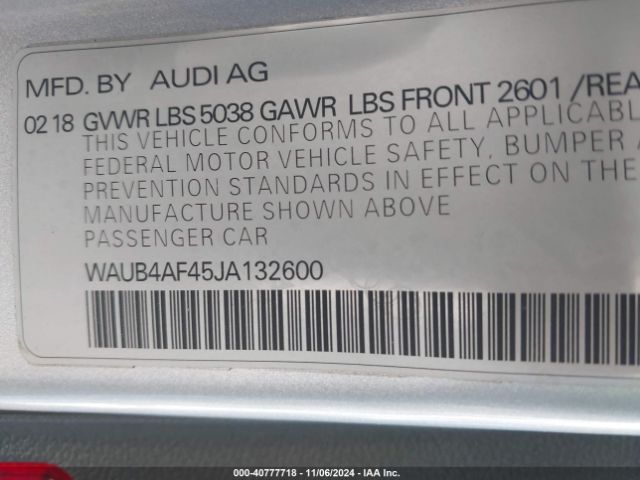 MFD. BY AUDI AG
02 18 GVWR LBS 5038 GAWR LBS FRONT 2601 /REA
THIS VEHICLE CONFORMS TO ALL APPLICABL
FEDERAL MOTOR VEHICLE SAFETY, BUMPER A
PREVENTION STANDARDS IN EFFECT ON THE
MANUFACTURE SHOWN ABOVE
PASSENGER CAR
WAUB4AF45JA132600
000-40777718 - 11/06/2024 - IAA Inc.